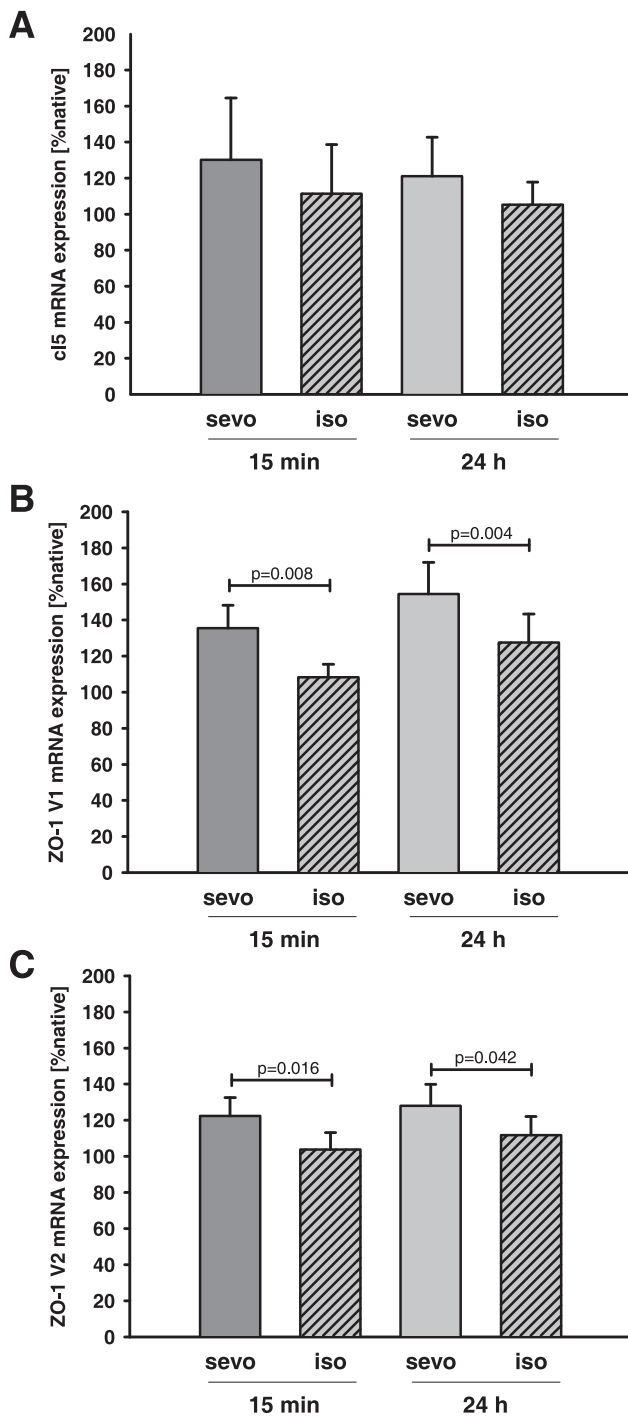 A
cl5 mRNA expression [%native]
200
180
160
140
120
100
80
60
40
20
0
sevo iso sevo iso
15 min 24 h
B
ZO-1 V1 mRNA expression [%native]
200
180
160
140
120
100
80
60
40
20
0
p=0.008
p=0.004
sevo iso sevo iso
15 min 24 h
C
ZO-1 V2 mRNA expression [%native]
200
180
160
140
120
100
80
60
40
20
0
p=0.016
p=0.042
sevo iso sevo iso
15 min 24 h